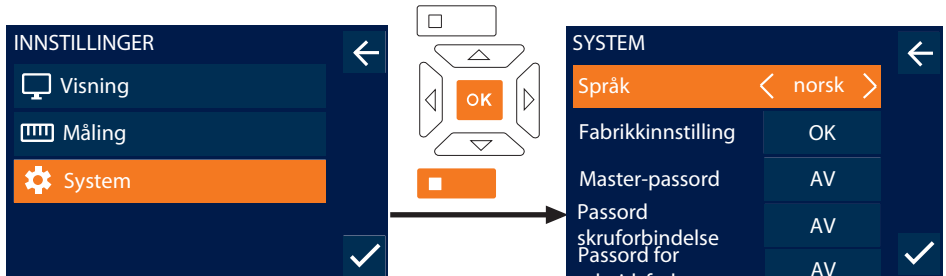 INNSTILLINGER
Visning
Måling
System
OK
SYSTEM
Språk norsk
Fabrikkinnstilling OK
Master-passord AV
Passord
skruforbindelse AV
Passord for
AV